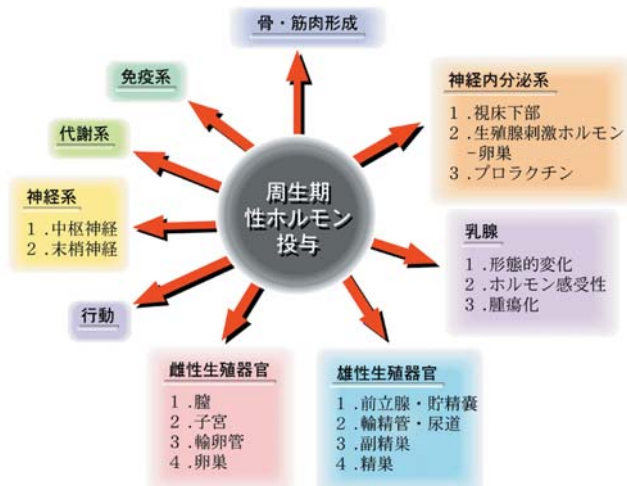 骨・筋肉形成
免疫系
代謝系
神経系
1.中枢神経
2.末梢神経
行動
周生期
性ホルモン
投与
神経内分泌系
1.視床下部
2.生殖腺刺激ホルモン
-卵巣
3.プロラクチン
乳腺
1.形態的変化
2.ホルモン感受性
3.腫瘍化
雌性生殖器官
1.膣
2.子宮
3.輸卵管
4.卵巣
雄性生殖器官
1.前立腺・貯精嚢
2.輸精管・尿道
3.副精巣
4.精巣